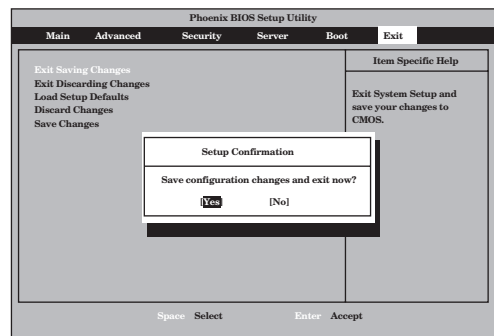 Phoenix BIOS Setup Utility
Main Advanced Security Server Boot Exit
Exit Saving Changes
Exit Discarding Changes
Load Setup Defaults
Discard Changes
Save Changes
Item Specific Help
Exit System Setup and
save your changes to
CMOS.
Setup Confirmation
Save configuration changes and exit now?
[Yes] [No]
Space Select Enter Accept